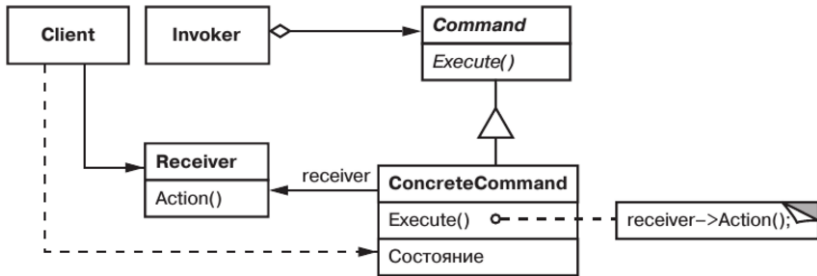 Client
Invoker
Command
Execute()
Receiver
Action()
receiver
ConcreteCommand
Execute()
Состояние
receiver–>Action();